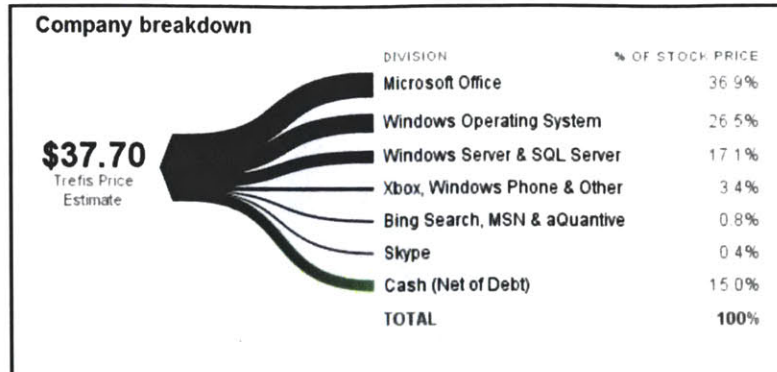 Company breakdown
DIVISION % OF STOCK PRICE
Microsoft Office 36.9%
Windows Operating System 26.5%
$37.70
Trefis Price
Estimate
Windows Server & SQL Server 17.1%
Xbox, Windows Phone & Other 3.4%
Bing Search, MSN & aQuantive 0.8%
Skype 0.4%
Cash (Net of Debt) 15.0%
TOTAL 100%